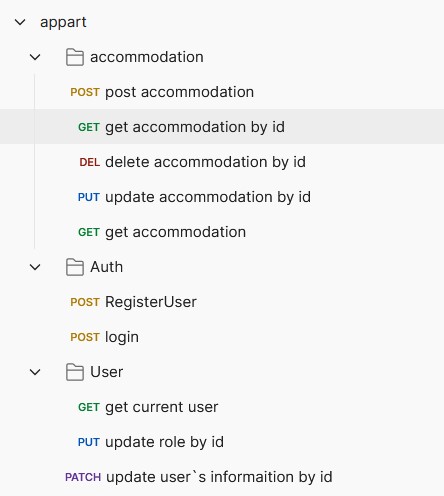 appart
accommodation
POST post accommodation
GET get accommodation by id
DEL delete accommodation by id
PUT update accommodation by id
GET get accommodation
Auth
POST RegisterUser
POST login
User
GET get current user
PUT update role by id
PATCH update user`s informaition by id